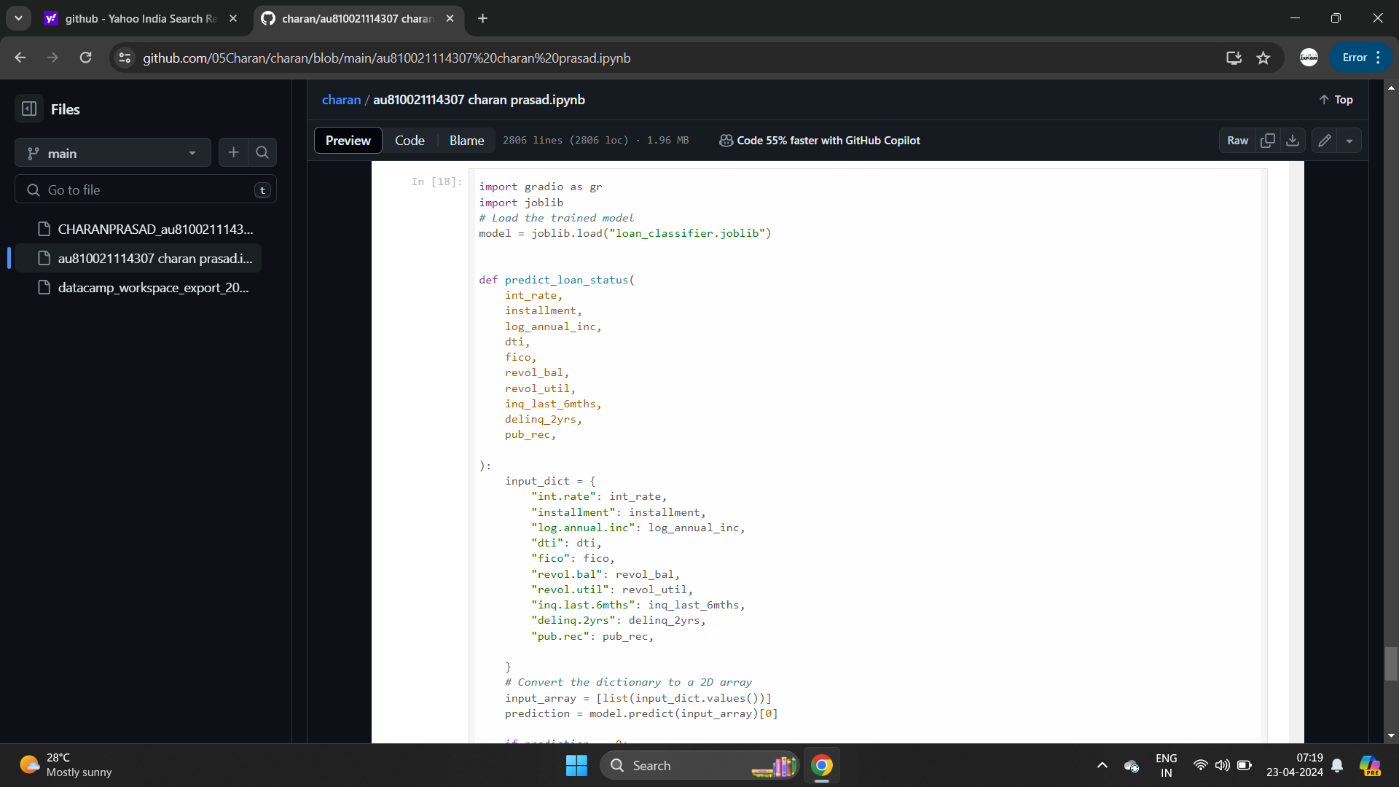 github - Yahoo India Search Re
charan/au810021114307 charan
github.com/05Charan/charan/blob/main/au810021114307%20charan%20prasad.ipynb
Error
Files
charan / au810021114307 charan prasad.ipynb
Top
main
Preview
Code
Blame
2806 lines (2806 loc) · 1.96 MB
Code 55% faster with GitHub Copilot
Raw
Go to file
t
CHARANPRASAD_au8100211143...
au810021114307 charan prasad.i...
datacamp_workspace_export_20...
In [18]:
import gradio as gr
import joblib
# Load the trained model
model = joblib.load("loan_classifier.joblib")
def predict_loan_status(
int_rate,
installment,
log_annual_inc,
dti,
fico,
revol_bal,
revol_util,
inq_last_6mths,
delinq_2yrs,
pub_rec,
):
input_dict = {
"int.rate": int_rate,
"installment": installment,
"log.annual.inc": log_annual_inc,
"dti": dti,
"fico": fico,
"revol.bal": revol_bal,
"revol.util": revol_util,
"inq.last.6mths": inq_last_6mths,
"delinq.2yrs": delinq_2yrs,
"pub.rec": pub_rec,
}
# Convert the dictionary to a 2D array
input_array = [list(input_dict.values())]
prediction = model.predict(input_array)[0]
28°C
Mostly sunny
Search
ENG
IN
07:19
23-04-2024
PRE